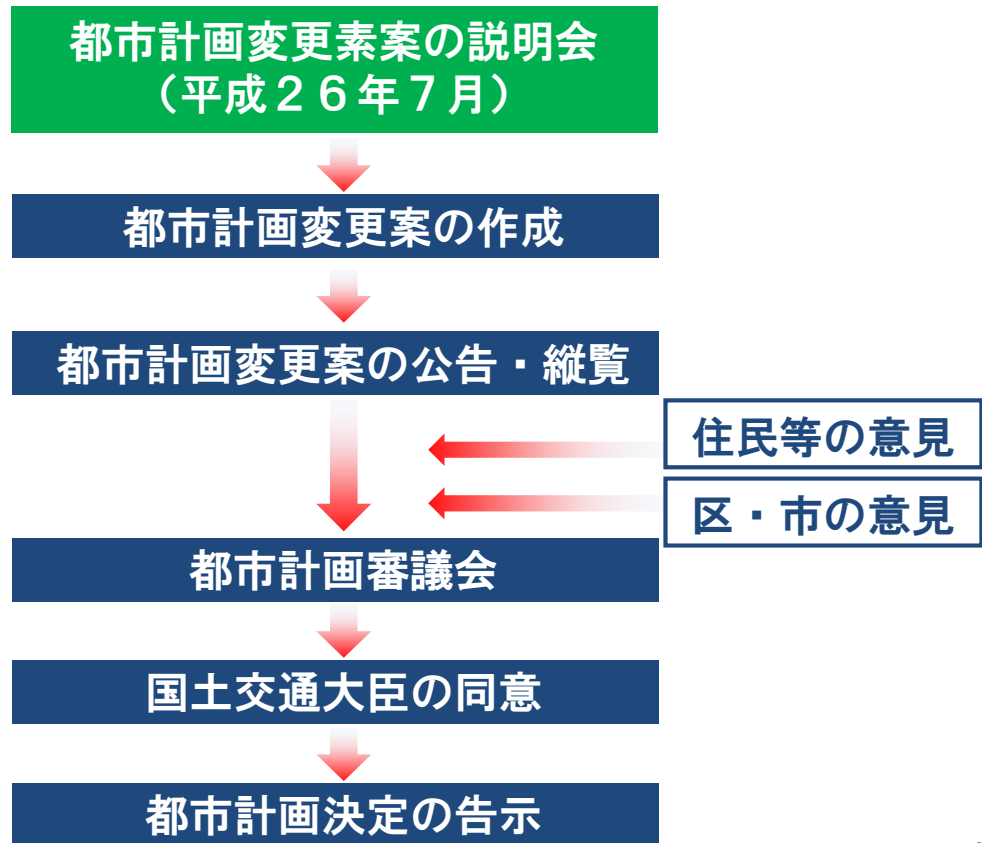 都市計画変更素案の説明会
（平成２６年７月）
都市計画変更案の作成
都市計画変更案の公告・縦覧
住民等の意見
区・市の意見
都市計画審議会
国土交通大臣の同意
都市計画決定の告示